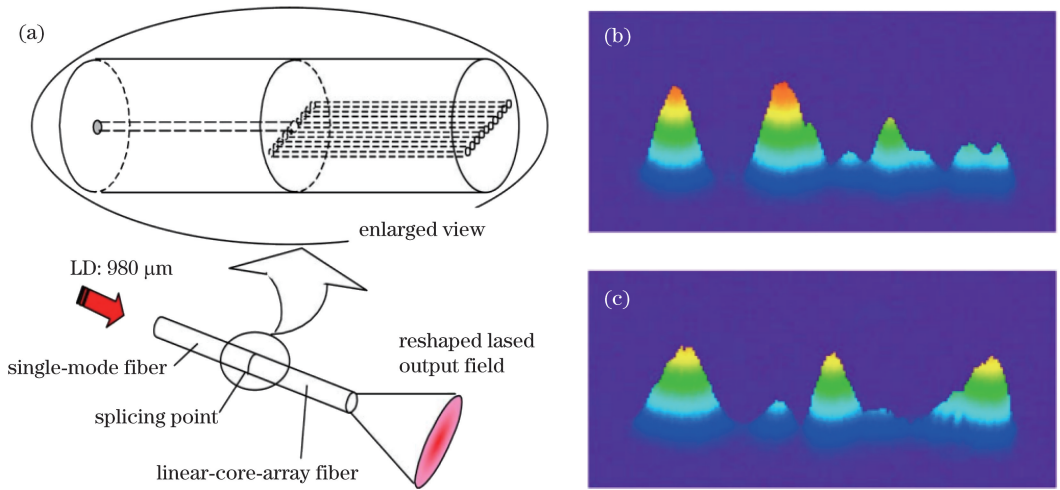 (a)
enlarged view
LD: 980 μm
single-mode fiber
splicing point
linear-core-array fiber
reshaped lased
output field
(b)
(c)